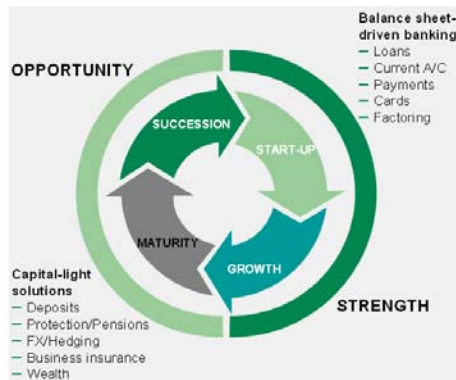 Balance sheet-
driven banking
– Loans
– Current A/C
– Payments
– Cards
– Factoring
OPPORTUNITY
SUCCESSION
START-UP
MATURITY
GROWTH
Capital-light
solutions
– Deposits
– Protection/Pensions
– FX/Hedging
– Business insurance
– Wealth
STRENGTH